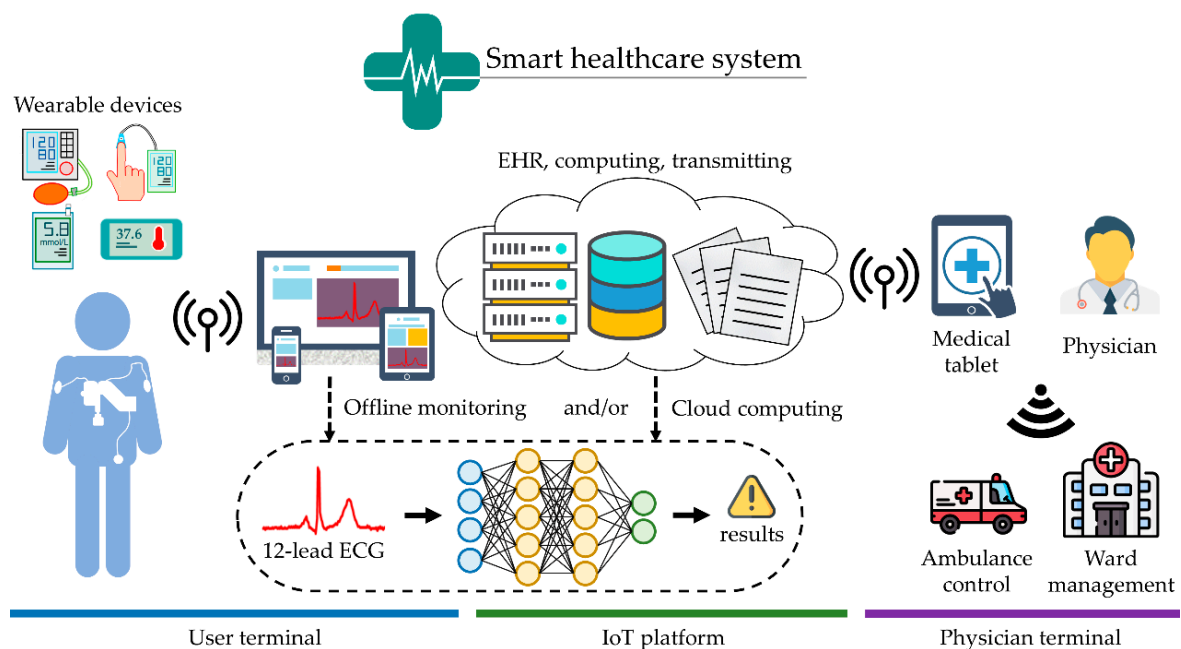 Smart healthcare system
Wearable devices
120
80
120
80
5.8
mmol/L
37.6
EHR, computing, transmitting
Medical
tablet
Physician
Offline monitoring
and/or
Cloud computing
12-lead ECG
results
Ambulance
control
Ward
management
User terminal
IoT platform
Physician terminal